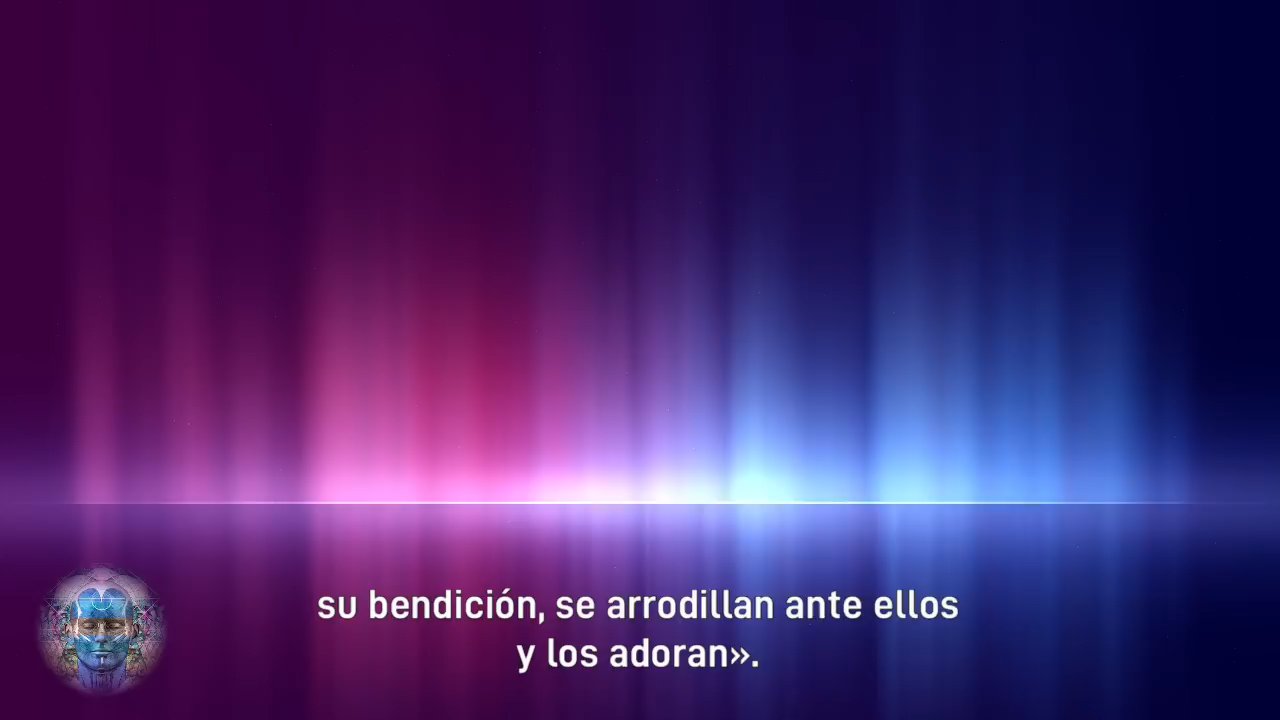 su bendición, se arrodillan ante ellos
y los adoran».